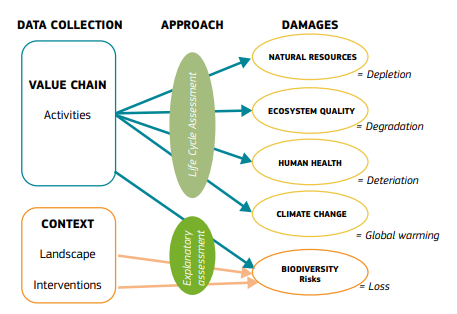 DATA COLLECTION
APPROACH
DAMAGES
VALUE CHAIN
Activities
CONTEXT
Landscape
Interventions
Life Cycle Assessment
Explanatory
assessment
NATURAL RESOURCES
= Depletion
ECOSYSTEM QUALITY
= Degradation
HUMAN HEALTH
= Deteriation
CLIMATE CHANGE
= Global warming
BIODIVERSITY
Risks
= Loss